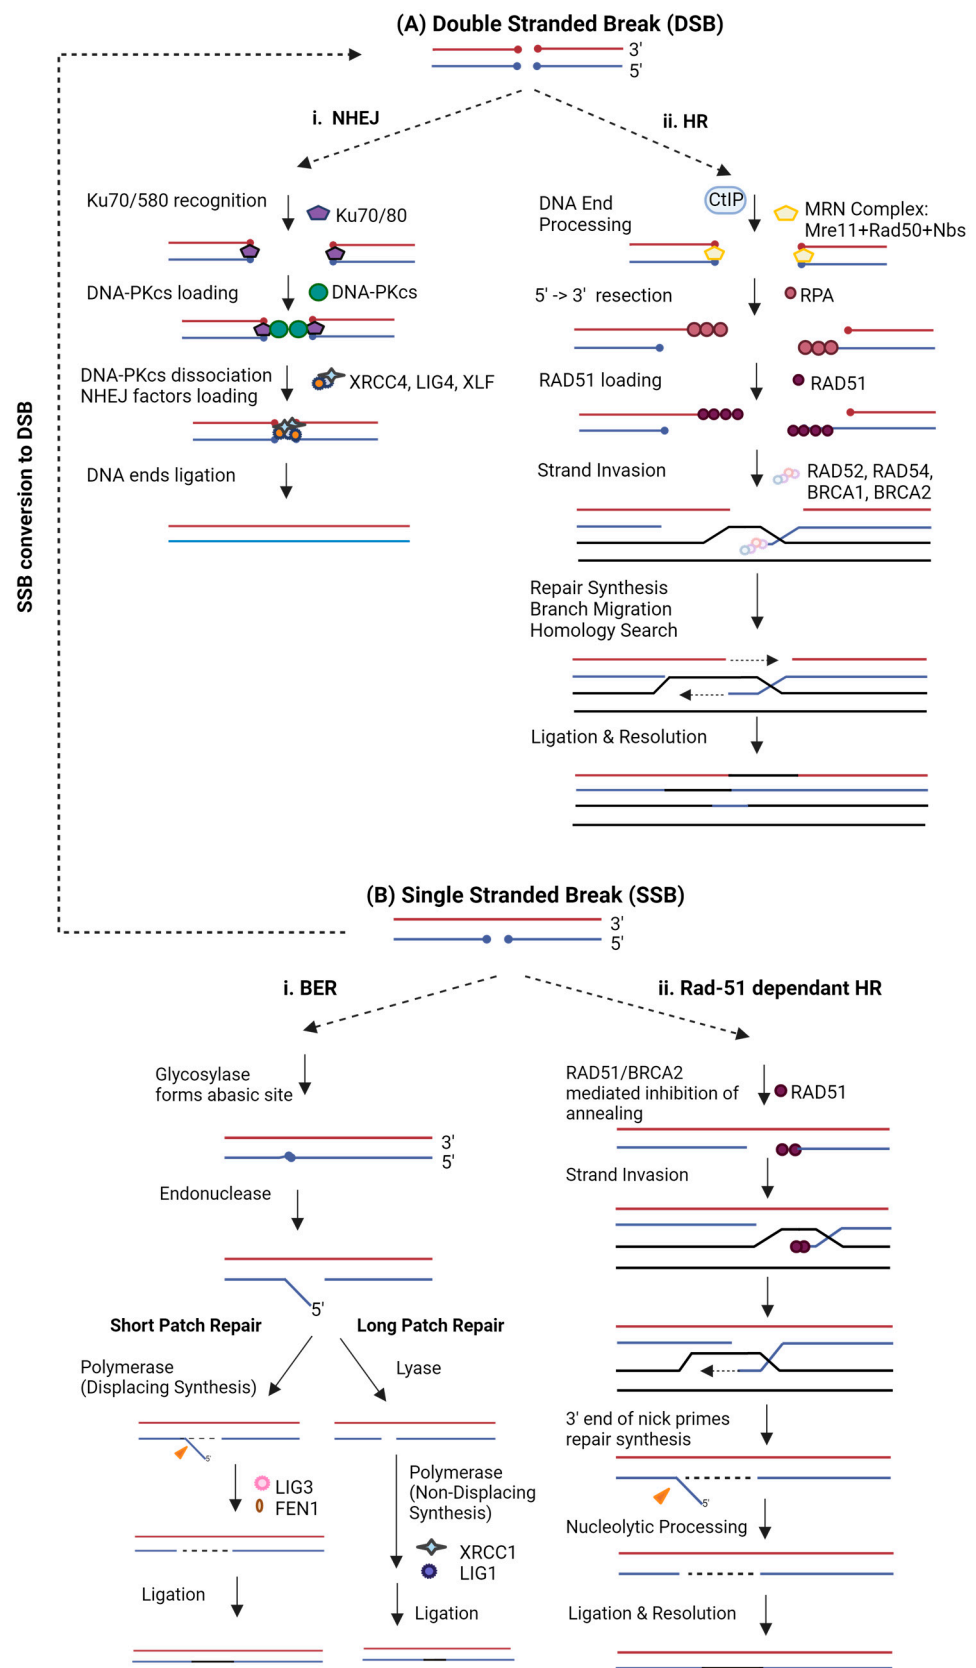 (A) Double Stranded Break (DSB)
3'
5'
i. NHEJ
ii. HR
Ku70/580 recognition
Ku70/80
DNA-PKcs loading
DNA-PKcs
DNA-PKcs dissociation
NHEJ factors loading
XRCC4, LIG4, XLF
DNA ends ligation
DNA End
Processing
CtIP
MRN Complex:
Mre11+Rad50+Nbs
5' -> 3' resection
RPA
RAD51 loading
RAD51
Strand Invasion
RAD52, RAD54,
BRCA1, BRCA2
Repair Synthesis
Branch Migration
Homology Search
Ligation & Resolution
SSB conversion to DSB
(B) Single Stranded Break (SSB)
3'
5'
i. BER
ii. Rad-51 dependant HR
Glycosylase
forms abasic site
3'
5'
Endonuclease
5'
Short Patch Repair
Long Patch Repair
Polymerase
(Displacing Synthesis)
5'
LIG3
FEN1
Ligation
Lyase
Polymerase
(Non-Displacing
Synthesis)
XRCC1
LIG1
Ligation
RAD51/BRCA2
mediated inhibition of
annealing
RAD51
Strand Invasion
3' end of nick primes
repair synthesis
5'
Nucleolytic Processing
Ligation & Resolution